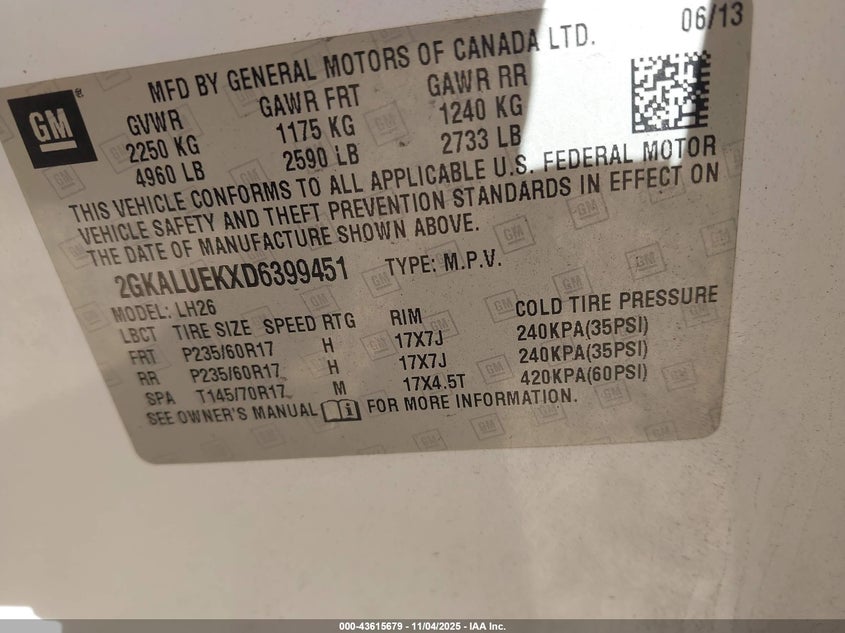 06/13
MFD BY GENERAL MOTORS OF CANADA LTD.
GM
GVWR GAWR FRT GAWR RR
2250 KG 1175 KG 1240 KG
4960 LB 2590 LB 2733 LB
THIS VEHICLE CONFORMS TO ALL APPLICABLE U.S. FEDERAL MOTOR
VEHICLE SAFETY AND THEFT PREVENTION STANDARDS IN EFFECT ON
THE DATE OF MANUFACTURE SHOWN ABOVE.
2GKALUEKXD6399451 TYPE: M.P.V.
MODEL: LH26
LBCT TIRE SIZE SPEED RTG RIM COLD TIRE PRESSURE
FRT P235/60R17 H 17X7J 240KPA(35PSI)
RR P235/60R17 H 17X7J 240KPA(35PSI)
SPA T145/70R17 M 17X4.5T 420KPA(60PSI)
SEE OWNER'S MANUAL FOR MORE INFORMATION.
000-43615679 - 11/04/2025 - IAA Inc.